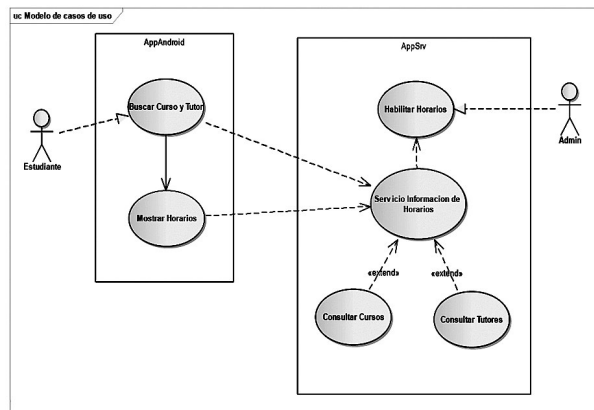 uc Modelo de casos de uso
AppAndroid
AppSrv
Buscar Curso y Tutor
Habilitar Horarios
Estudiante
Admin
Servicio Informacion de
Horarios
Mostrar Horarios
«extend»
«extend»
Consultar Cursos
Consultar Tutores